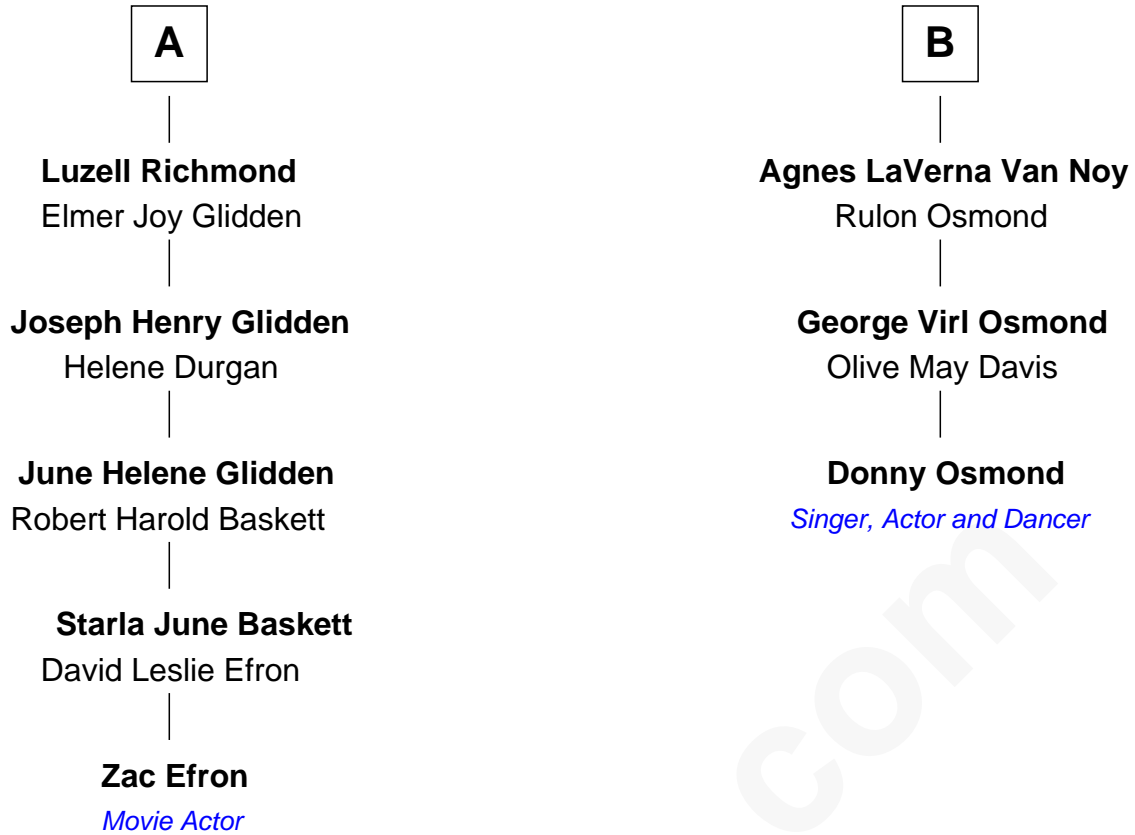 A
Luzell Richmond
Elmer Joy Glidden
Joseph Henry Glidden
Helene Durgan
June Helene Glidden
Robert Harold Baskett
Starla June Baskett
David Leslie Efron
Zac Efron
Movie Actor
B
Agnes LaVerna Van Noy
Rulon Osmond
George Virl Osmond
Olive May Davis
Donny Osmond
Singer, Actor and Dancer
com